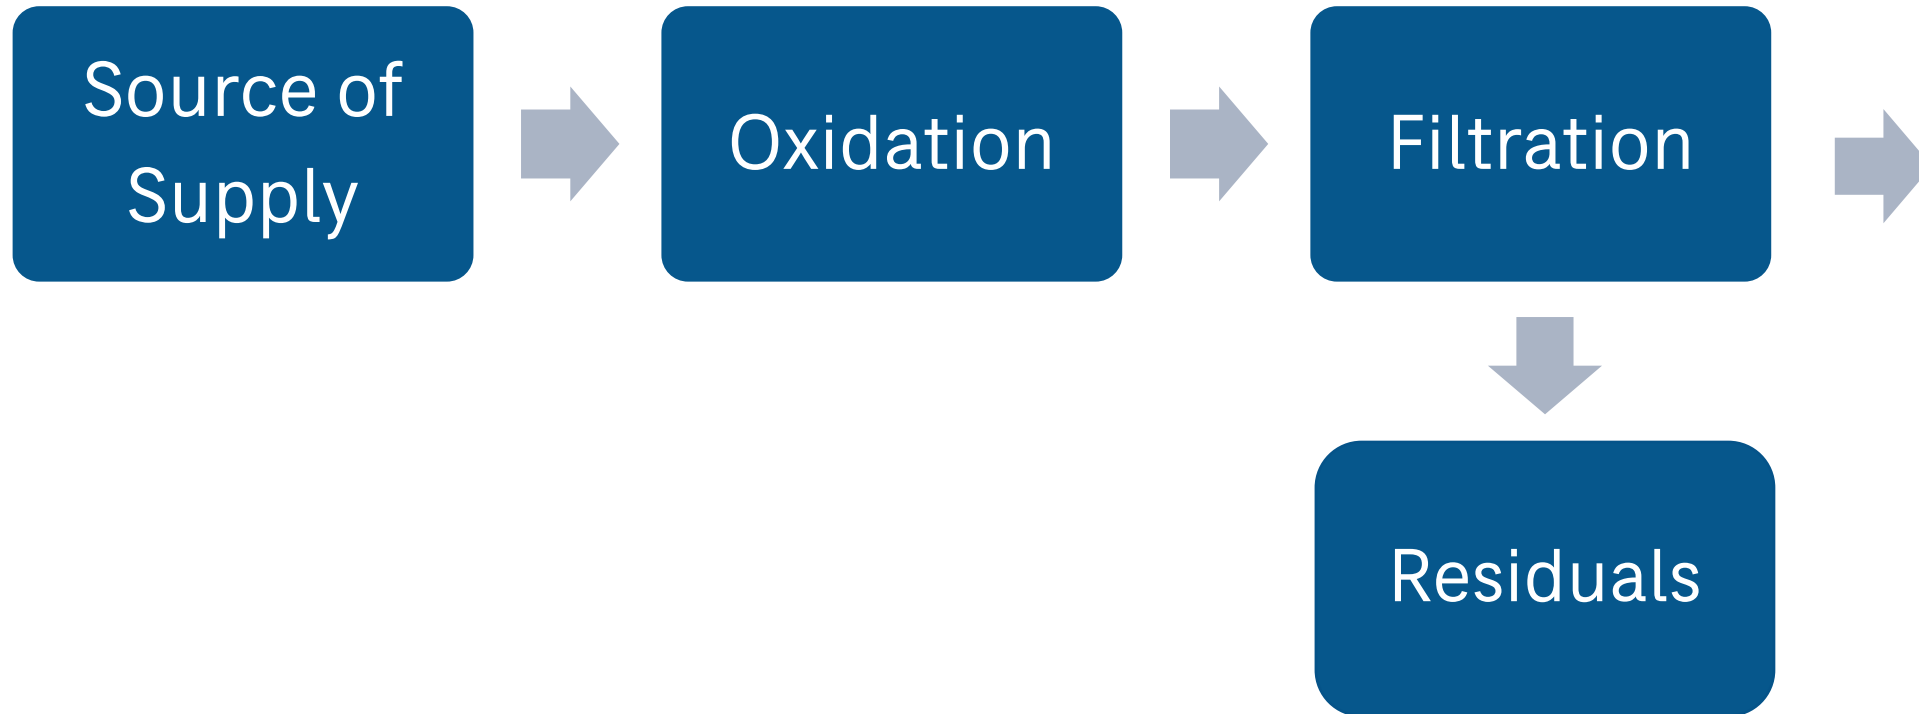 Source of
Supply
Oxidation
Filtration
Residuals